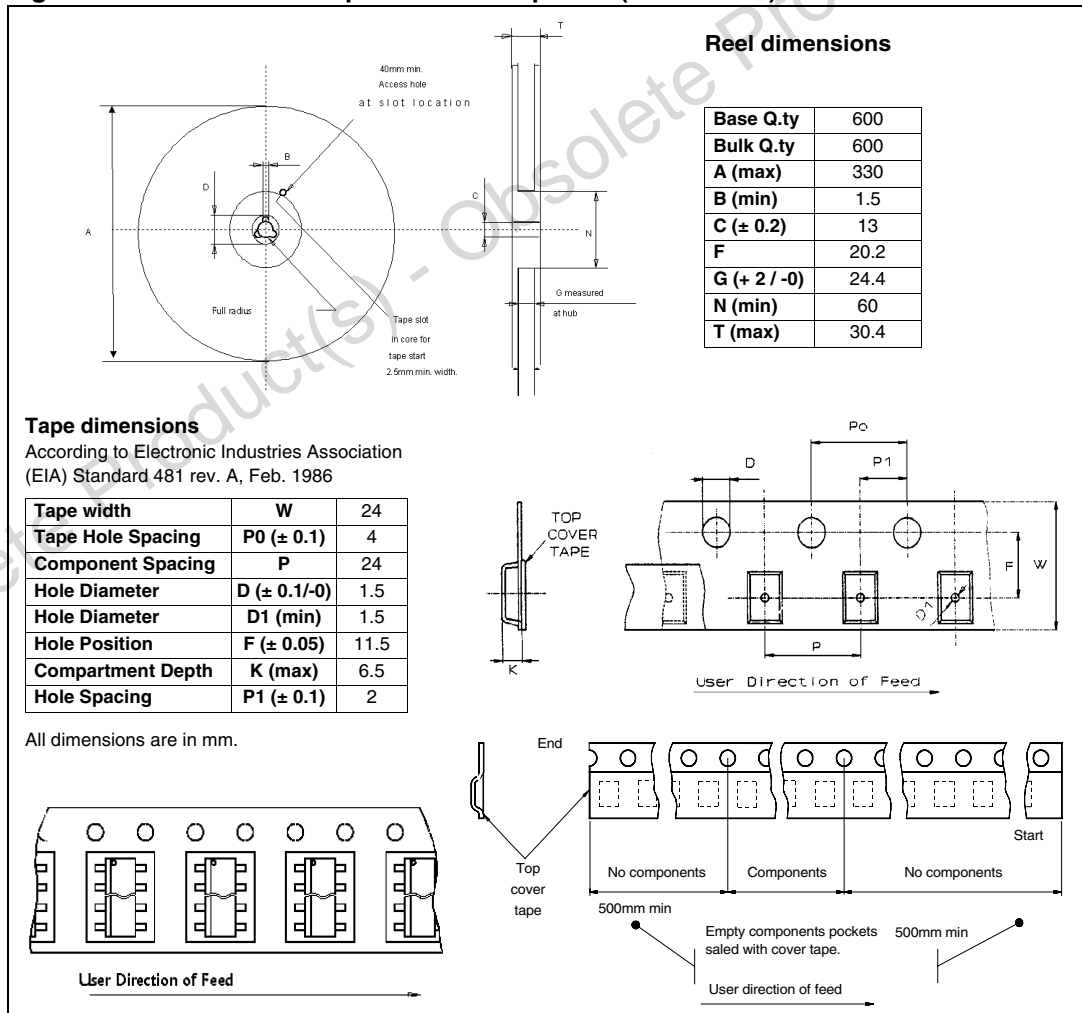 Reel dimensions
T
40mm min.
Access hole
at slot location
B
D
A
C
N
G measured
at hub
Full radius
Tape slot
in core for
tape start
2.5mm min. width.
Base Q.ty 600
Bulk Q.ty 600
A (max) 330
B (min) 1.5
C (± 0.2) 13
F 20.2
G (+ 2 / -0) 24.4
N (min) 60
T (max) 30.4
Tape dimensions
According to Electronic Industries Association
(EIA) Standard 481 rev. A, Feb. 1986
Tape width W 24
Tape Hole Spacing P0 (± 0.1) 4
Component Spacing P 24
Hole Diameter D (± 0.1/-0) 1.5
Hole Diameter D1 (min) 1.5
Hole Position F (± 0.05) 11.5
Compartment Depth K (max) 6.5
Hole Spacing P1 (± 0.1) 2
All dimensions are in mm.
TOP
COVER
TAPE
K
Po
D
P1
F
W
D1
P
User Direction of Feed
End
Start
Top
cover
tape
No components
Components
No components
500mm min
Empty components pockets
saled with cover tape.
500mm min
User direction of feed
User Direction of Feed
Product(s) - Obsolete